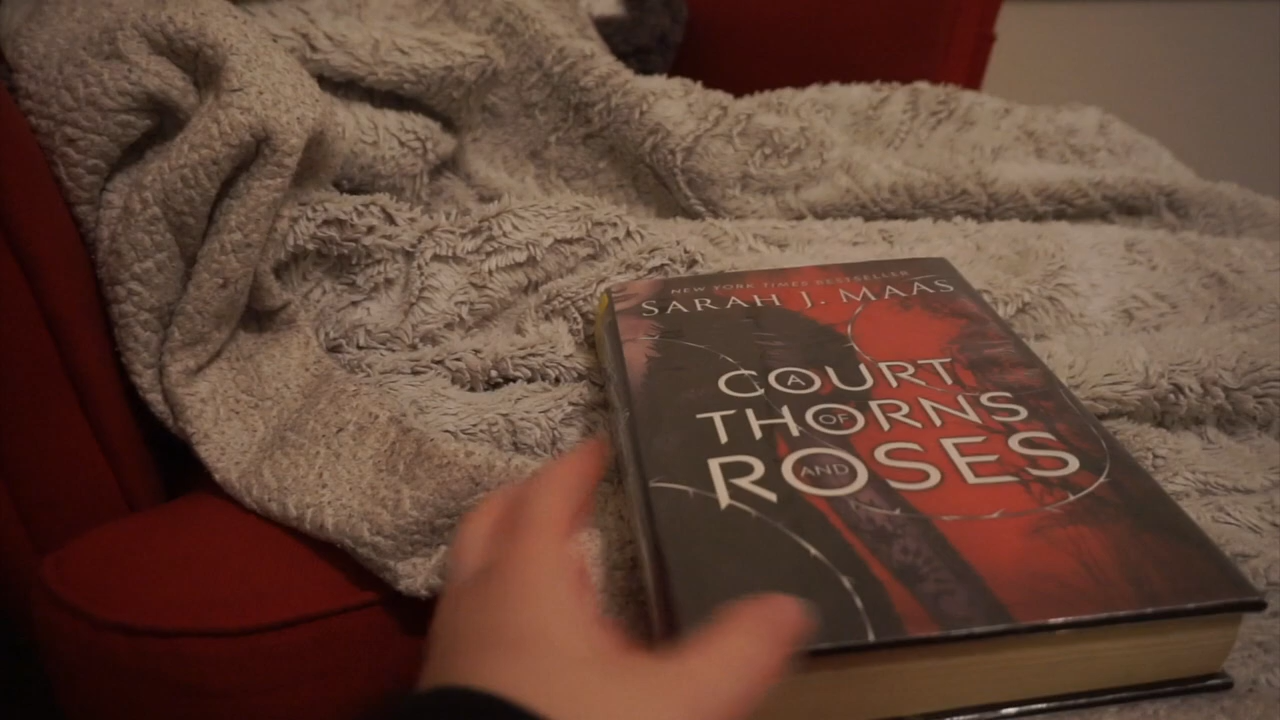 NEW YORK TIMES BESTSELLER
SARAH J. MAAS
A COURT
THORNS OF
ROSES AND